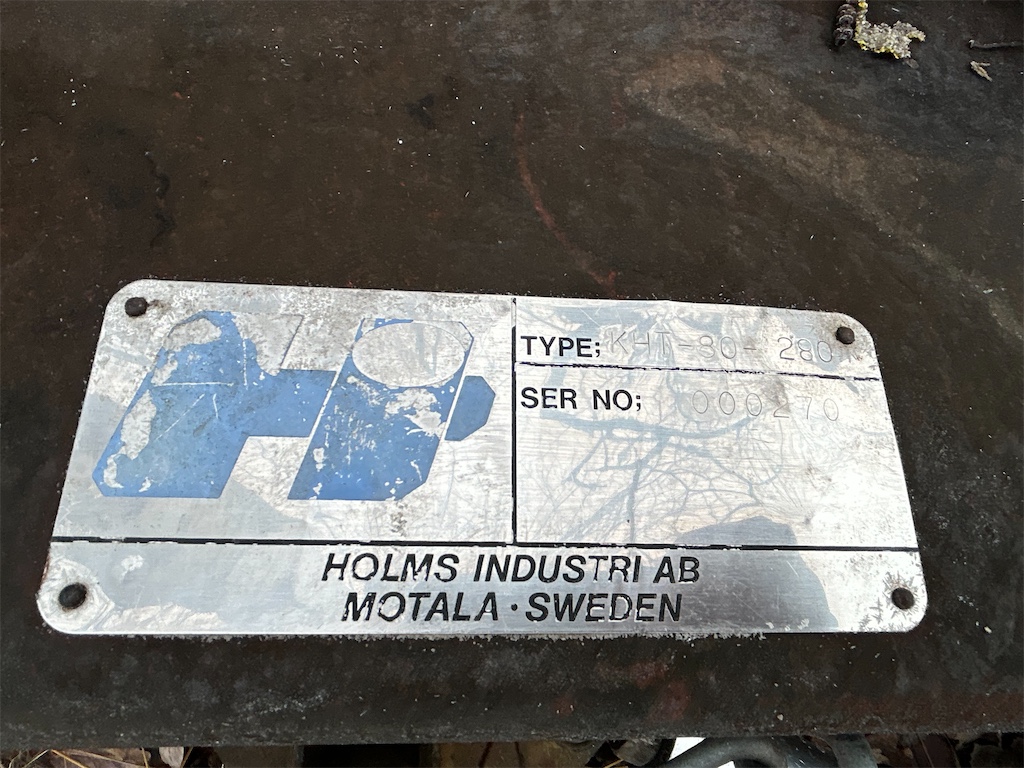 TYPE; KHT-80-280
SER NO; 000270
HOLMS INDUSTRI AB
MOTALA · SWEDEN